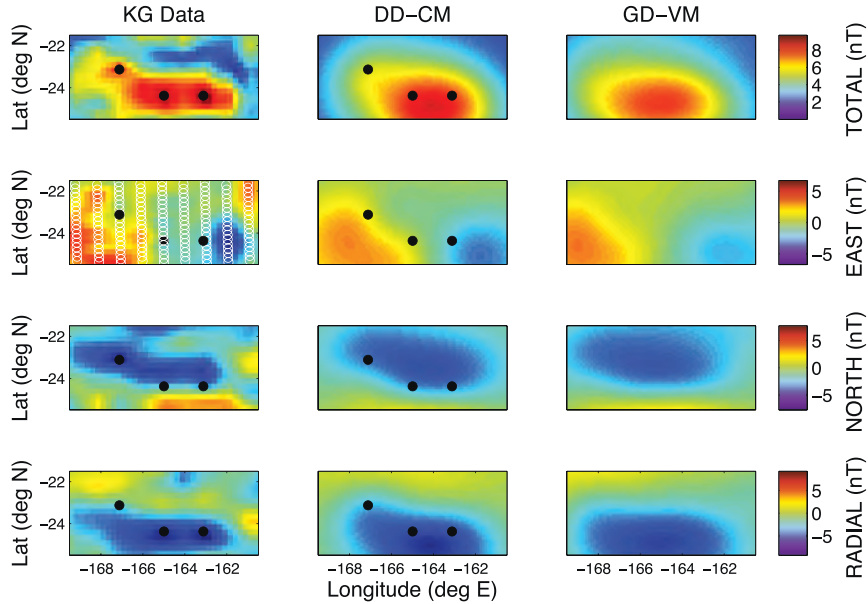 KG Data DD−CM GD−VM
Lat (deg N) −22 −24 8 6 4 2 TOTAL (nT)
Lat (deg N) −22 −24 5 0 −5 EAST (nT)
Lat (deg N) −22 −24 5 0 −5 NORTH (nT)
Lat (deg N) −22 −24 5 0 −5 RADIAL (nT)
−168 −166 −164 −162 −168 −166 −164 −162 −168 −166 −164 −162
Longitude (deg E)